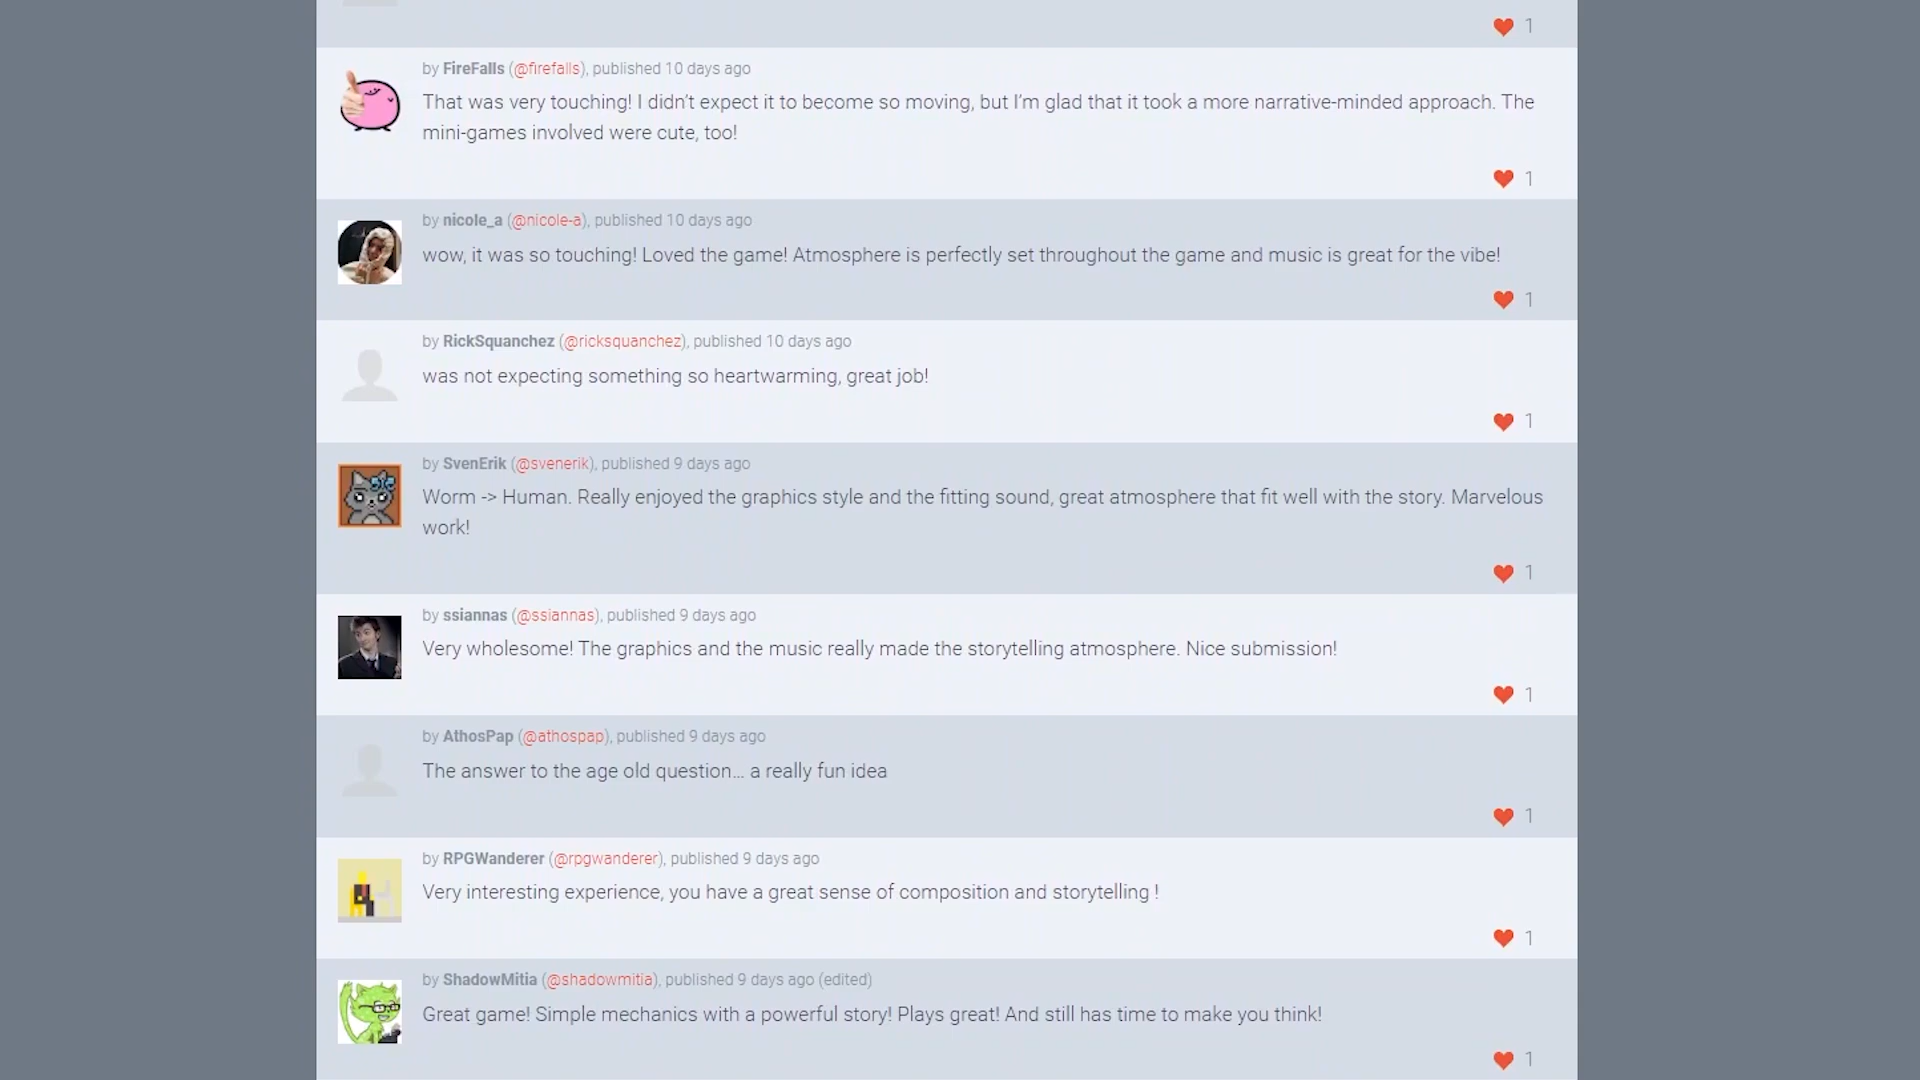 1
by FireFalls (@firefalls), published 10 days ago
That was very touching! I didn't expect it to become so moving, but I'm glad that it took a more narrative-minded approach. The
mini-games involved were cute, too!
1
by nicole_a (@nicole-a), published 10 days ago
wow, it was so touching! Loved the game! Atmosphere is perfectly set throughout the game and music is great for the vibe!
1
by RickSquanchez (@ricksquanchez), published 10 days ago
was not expecting something so heartwarming, great job!
1
by SvenErik (@svenerik), published 9 days ago
Worm -> Human. Really enjoyed the graphics style and the fitting sound, great atmosphere that fit well with the story. Marvelous
work!
1
by ssiannas (@ssiannas), published 9 days ago
Very wholesome! The graphics and the music really made the storytelling atmosphere. Nice submission!
1
by AthosPap (@athospap), published 9 days ago
The answer to the age old question... a really fun idea
1
by RPGWanderer (@rpgwanderer), published 9 days ago
Very interesting experience, you have a great sense of composition and storytelling !
1
by ShadowMitia (@shadowmitia), published 9 days ago (edited)
Great game! Simple mechanics with a powerful story! Plays great! And still has time to make you think!
1